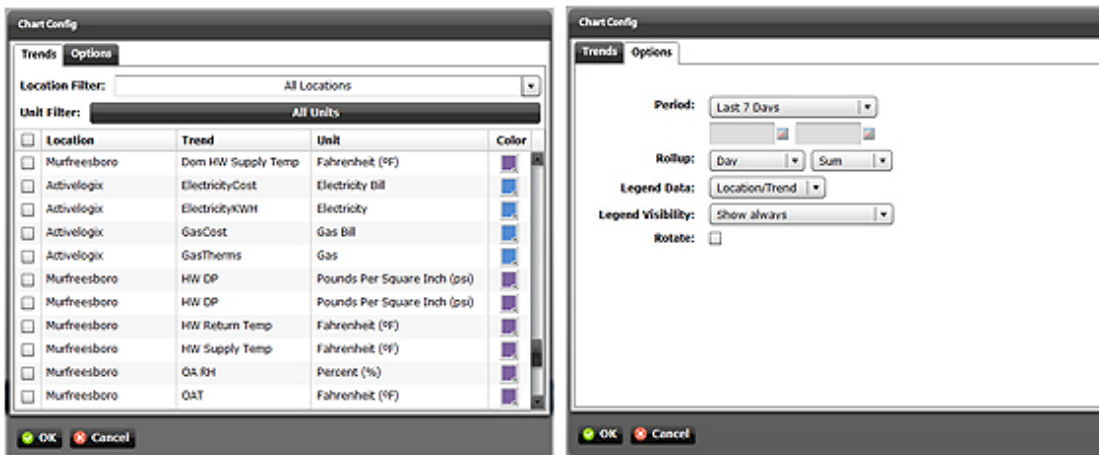 Chart Config
Trends Options
Location Filter: All Locations
Unit Filter: All Units
Location Trend Unit Color
Murfreesboro Dom HW Supply Temp Fahrenheit (ºF)
Activelogix ElectricityCost Electricity Bill
Activelogix ElectricityKWH Electricity
Activelogix GasCost Gas Bill
Activelogix GasTherms Gas
Murfreesboro HW DP Pounds Per Square Inch (psi)
Murfreesboro HW DP Pounds Per Square Inch (psi)
Murfreesboro HW Return Temp Fahrenheit (ºF)
Murfreesboro HW Supply Temp Fahrenheit (ºF)
Murfreesboro OA RH Percent (%)
Murfreesboro OAT Fahrenheit (ºF)
OK Cancel
Chart Config
Trends Options
Period: Last 7 Days
Rollup: Day Sum
Legend Data: Location/Trend
Legend Visibility: Show always
Rotate:
OK Cancel